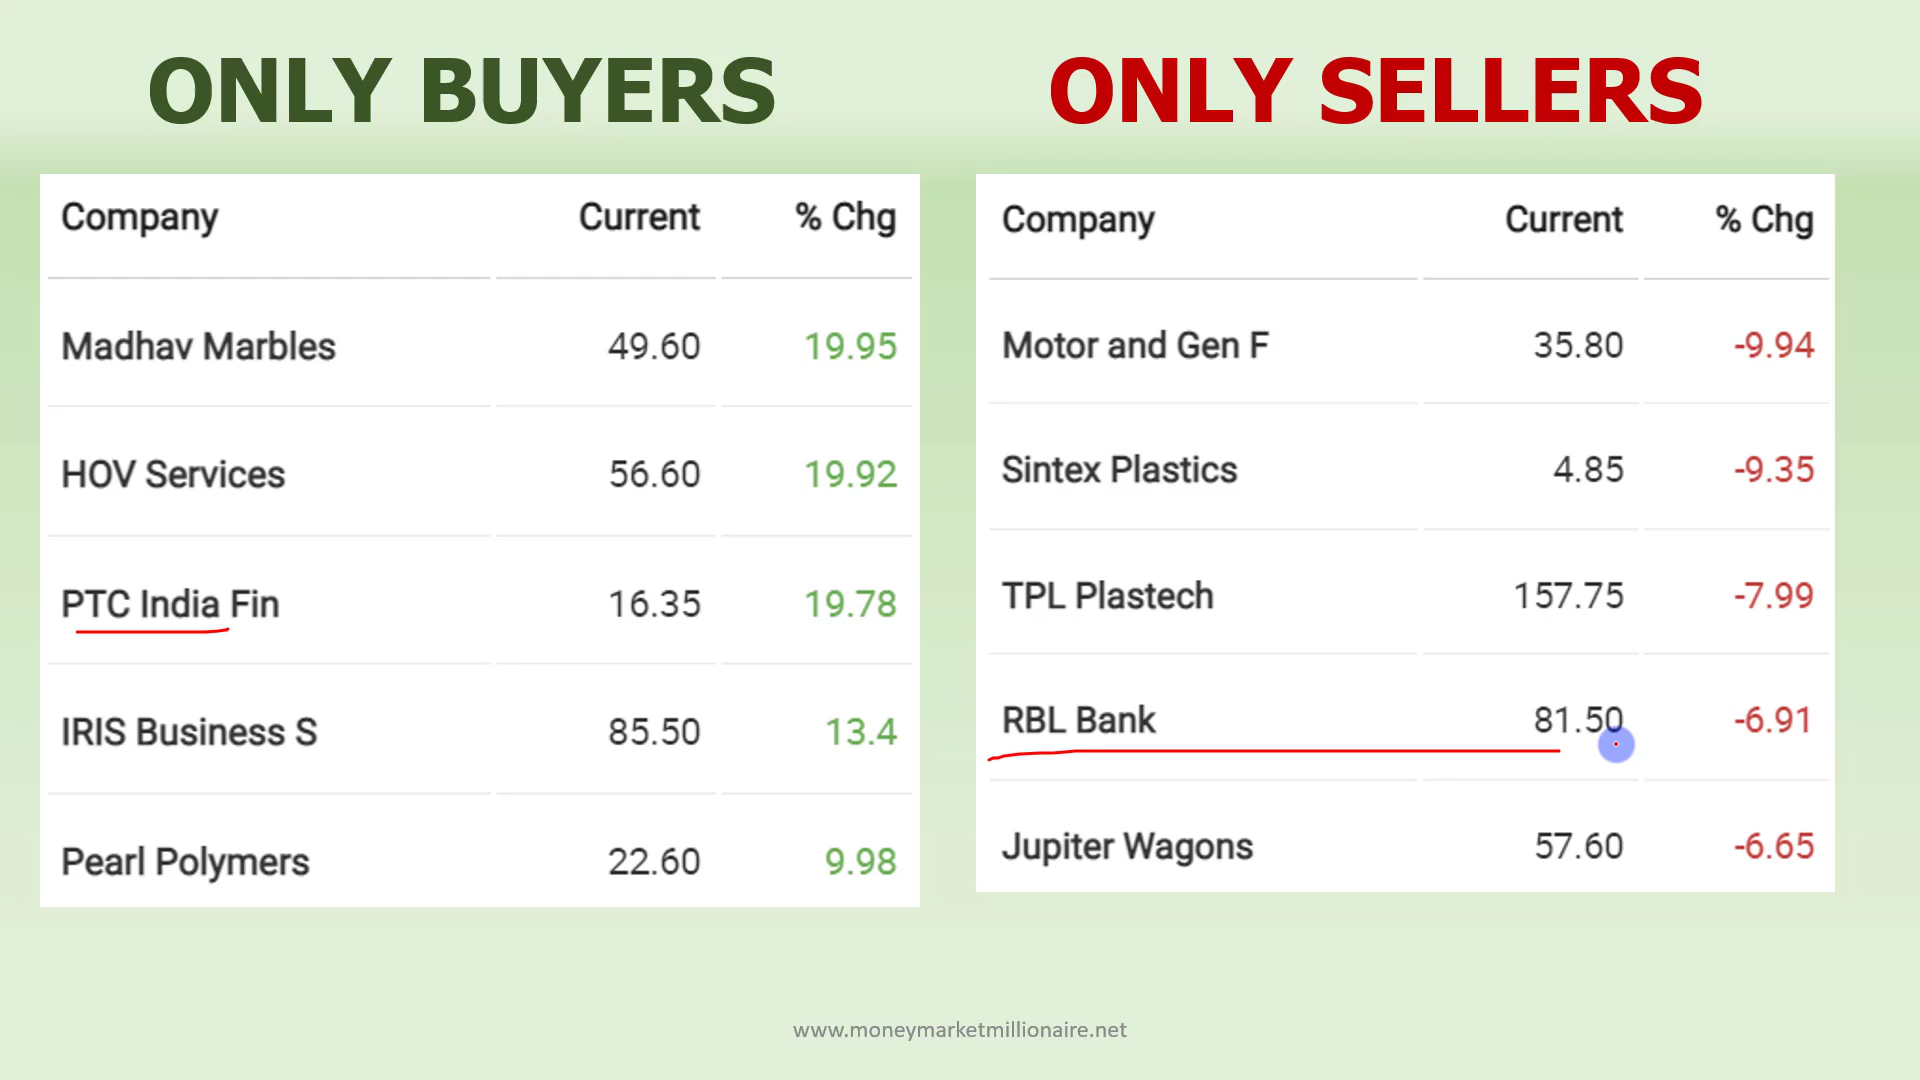 ONLY BUYERS
Company Current % Chg
Madhav Marbles 49.60 19.95
HOV Services 56.60 19.92
PTC India Fin 16.35 19.78
IRIS Business S 85.50 13.4
Pearl Polymers 22.60 9.98
ONLY SELLERS
Company Current % Chg
Motor and Gen F 35.80 -9.94
Sintex Plastics 4.85 -9.35
TPL Plastech 157.75 -7.99
RBL Bank 81.50 -6.91
Jupiter Wagons 57.60 -6.65
www.moneymarketmillionaire.net